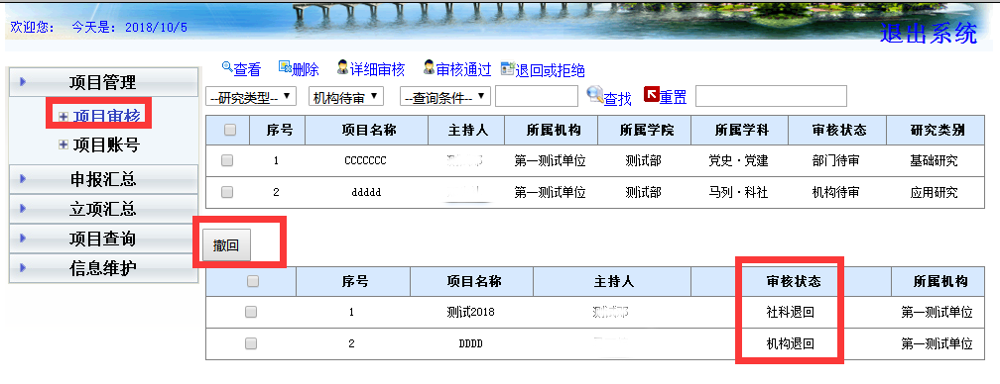 欢迎您: 今天是: 2018/10/5
退出系统
项目管理
项目审核
项目账号
申报汇总
立项汇总
项目查询
信息维护
查看 删除 详细审核 审核通过 退回或拒绝
--研究类型-- 机构待审 --查询条件-- 查找 重置
序号 项目名称 主持人 所属机构 所属学院 所属学科 审核状态 研究类别
1 CCCCCCC 第一测试单位 测试部 党史·党建 部门待审 基础研究
2 ddddd 第一测试单位 测试部 马列·科社 机构待审 应用研究
撤回
序号 项目名称 主持人 审核状态 所属机构
1 测试2018 社科退回 第一测试单位
2 DDDD 机构退回 第一测试单位